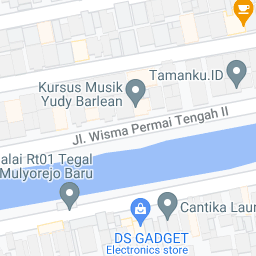 Tamanku.ID
Kursus Musik
Yudy Barlean
Jl. Wisma Permai Tengah II
alai Rt01 Tegal
Mulyorejo Baru
Cantika Laun
DS GADGET
Electronics store